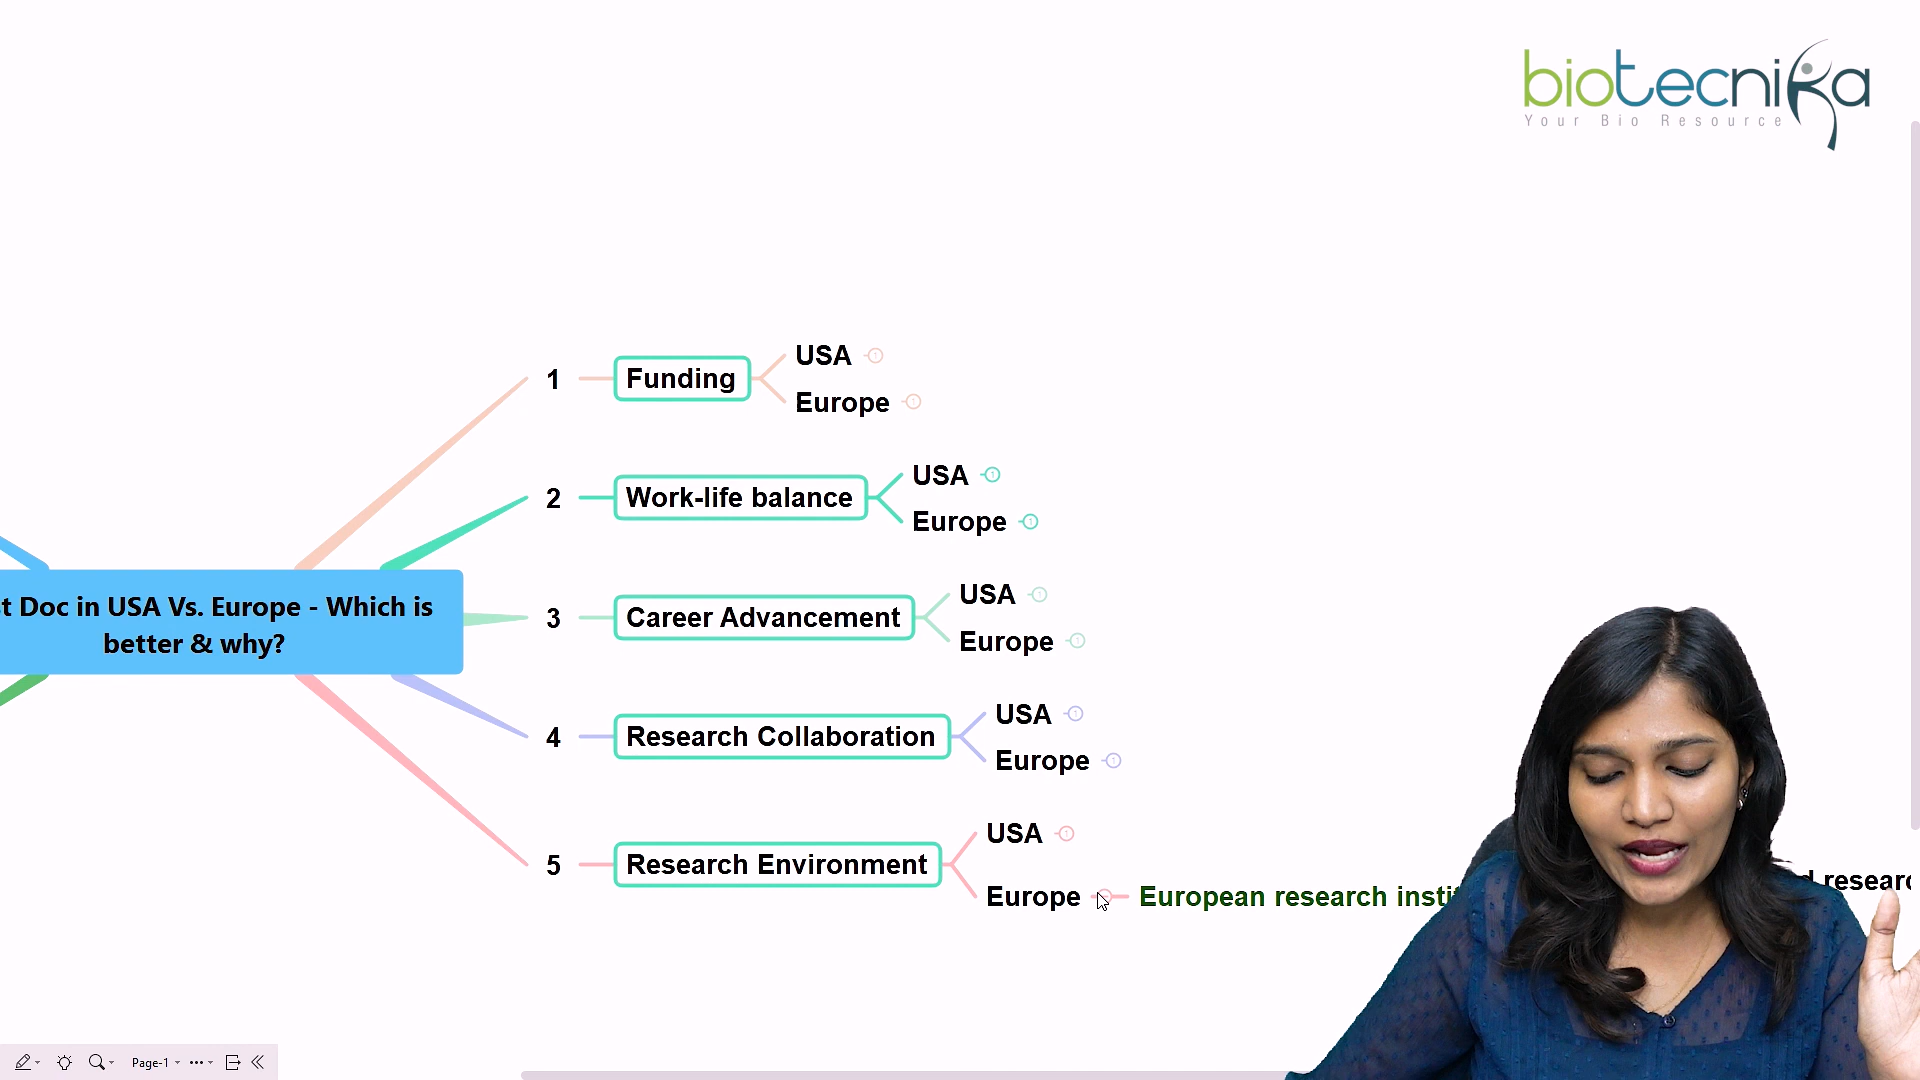 biotecnika
Your Bio Resource
1
Funding
USA
Europe
2
Work-life balance
USA
Europe
Doc in USA Vs. Europe - Which is
better & why?
3
Career Advancement
USA
Europe
4
Research Collaboration
USA
Europe
5
Research Environment
USA
Europe
European research
Page-1